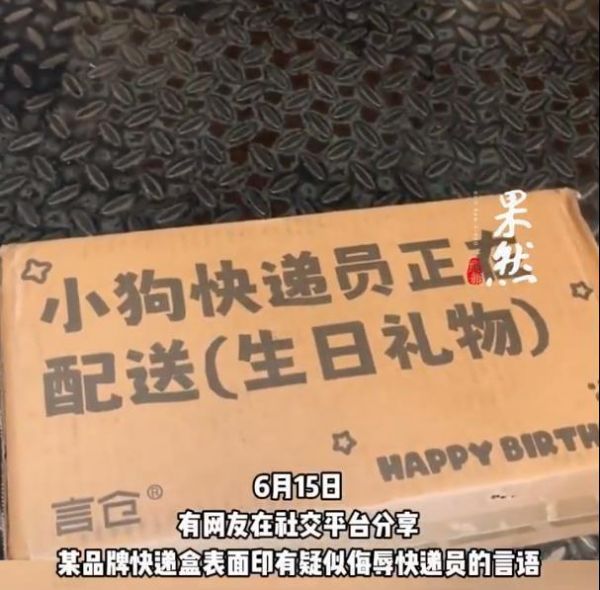 果然
小狗快递员正在
配送(生日礼物)
HAPPY BIRTH
言仓®
6月15日
有网友在社交平台分享
某品牌快递盒表面印有疑似侮辱快递员的言语